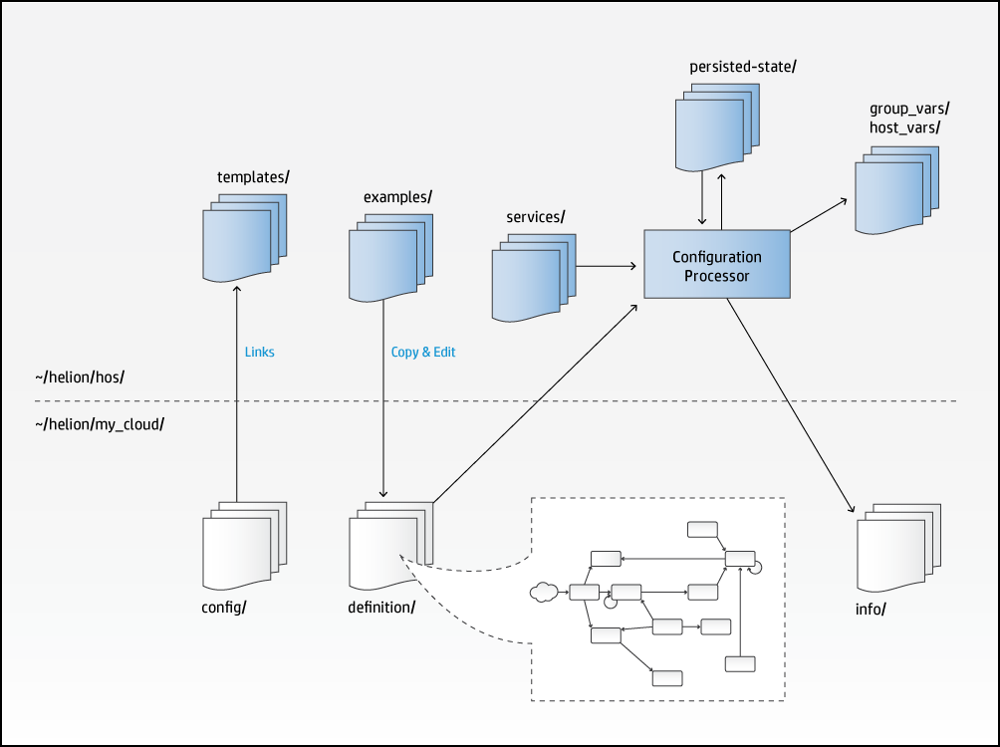 persisted-state/
group_vars/
host_vars/
templates/
examples/
services/
Configuration
Processor
Links
Copy & Edit
~/helion/hos/
~/helion/my_cloud/
config/
definition/
info/